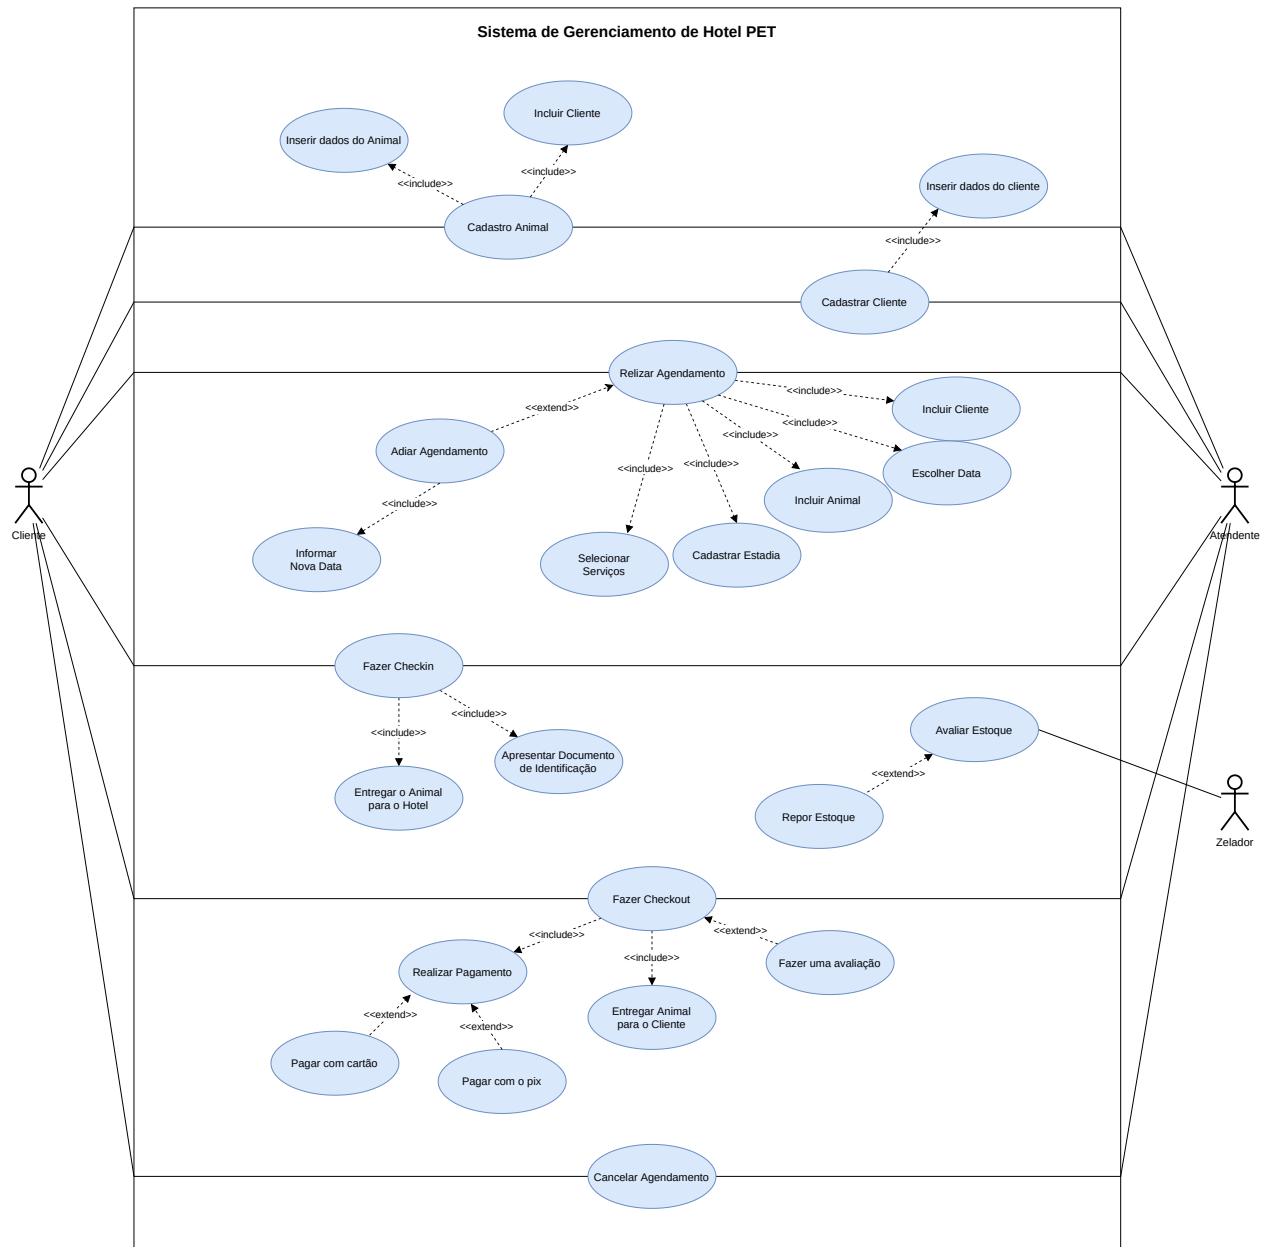 Sistema de Gerenciamento de Hotel PET
Incluir Cliente
Inserir dados do Animal
<<include>>
<<include>>
Inserir dados do cliente
Cadastro Animal
<<include>>
Cadastrar Cliente
Relizar Agendamento
<<include>>
Incluir Cliente
<<extend>>
<<include>>
<<include>>
Adiar Agendamento
<<include>>
<<include>>
Escolher Data
Incluir Animal
<<include>>
Cliente
Atendente
Informar
Nova Data
Selecionar
Serviços
Cadastrar Estadia
Fazer Checkin
<<include>>
<<include>>
Avaliar Estoque
Apresentar Documento
de Identificação
<<extend>>
Entregar o Animal
para o Hotel
Repor Estoque
Zelador
Fazer Checkout
<<include>>
<<extend>>
<<include>>
Fazer uma avaliação
Realizar Pagamento
Entregar Animal
para o Cliente
<<extend>>
<<extend>>
Pagar com cartão
Pagar com o pix
Cancelar Agendamento